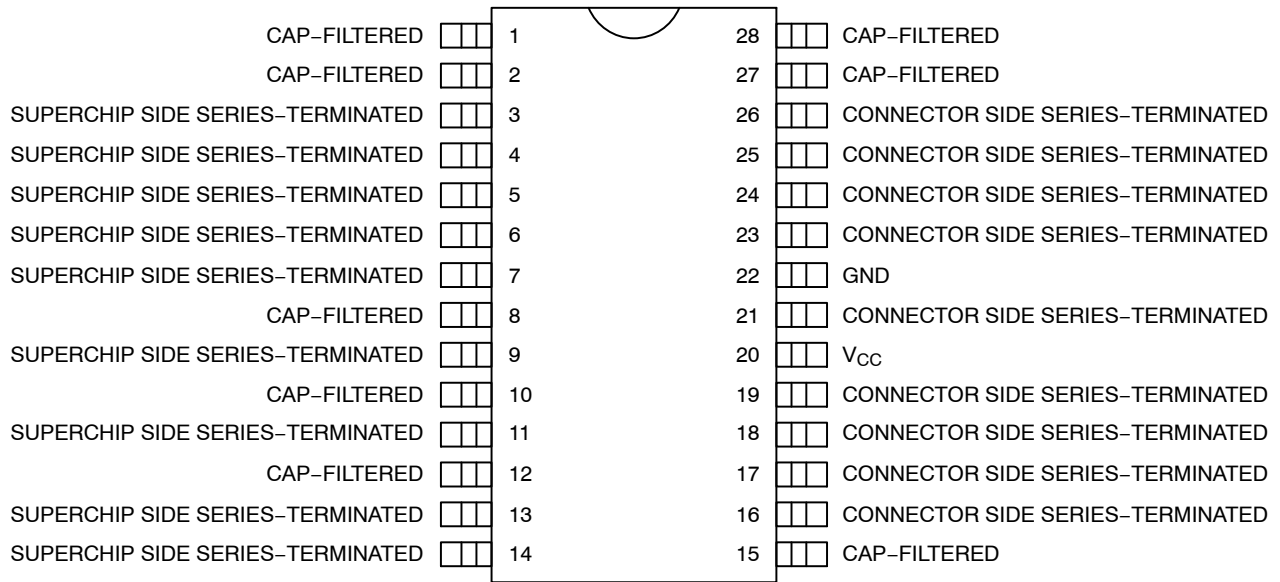 CAP−FILTERED 1 28 CAP−FILTERED
CAP−FILTERED 2 27 CAP−FILTERED
SUPERCHIP SIDE SERIES−TERMINATED 3 26 CONNECTOR SIDE SERIES−TERMINATED
SUPERCHIP SIDE SERIES−TERMINATED 4 25 CONNECTOR SIDE SERIES−TERMINATED
SUPERCHIP SIDE SERIES−TERMINATED 5 24 CONNECTOR SIDE SERIES−TERMINATED
SUPERCHIP SIDE SERIES−TERMINATED 6 23 CONNECTOR SIDE SERIES−TERMINATED
SUPERCHIP SIDE SERIES−TERMINATED 7 22 GND
CAP−FILTERED 8 21 CONNECTOR SIDE SERIES−TERMINATED
SUPERCHIP SIDE SERIES−TERMINATED 9 20 VCC
CAP−FILTERED 10 19 CONNECTOR SIDE SERIES−TERMINATED
SUPERCHIP SIDE SERIES−TERMINATED 11 18 CONNECTOR SIDE SERIES−TERMINATED
CAP−FILTERED 12 17 CONNECTOR SIDE SERIES−TERMINATED
SUPERCHIP SIDE SERIES−TERMINATED 13 16 CONNECTOR SIDE SERIES−TERMINATED
SUPERCHIP SIDE SERIES−TERMINATED 14 15 CAP−FILTERED